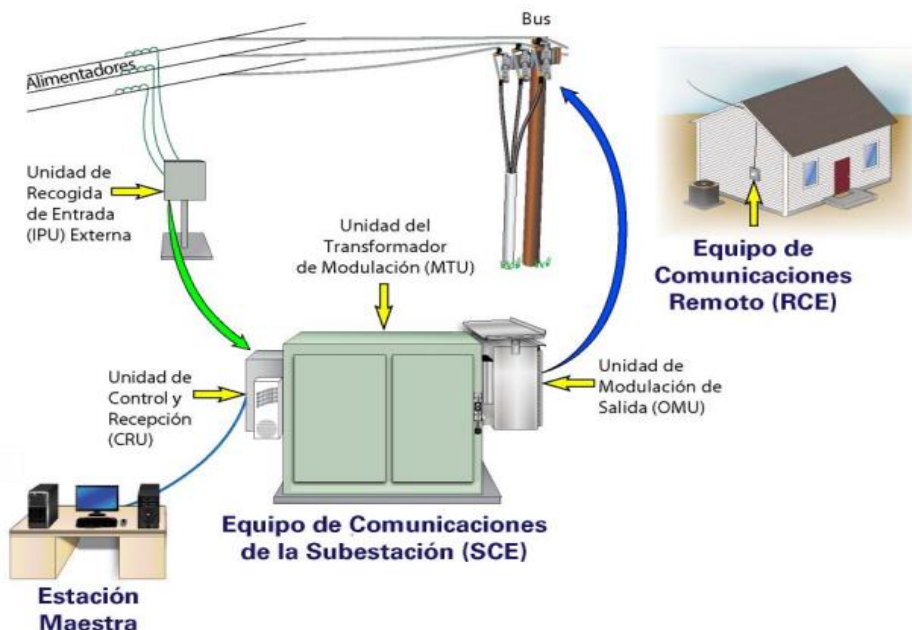 Bus
Alimentadores
Unidad de
Recogida
de Entrada
(IPU) Externa
Unidad del
Transformador
de Modulación (MTU)
Equipo de
Comunicaciones
Remoto (RCE)
Unidad de
Control y
Recepción
(CRU)
Unidad de
Modulación de
Salida (OMU)
Equipo de Comunicaciones
de la Subestación (SCE)
Estación
Maestra